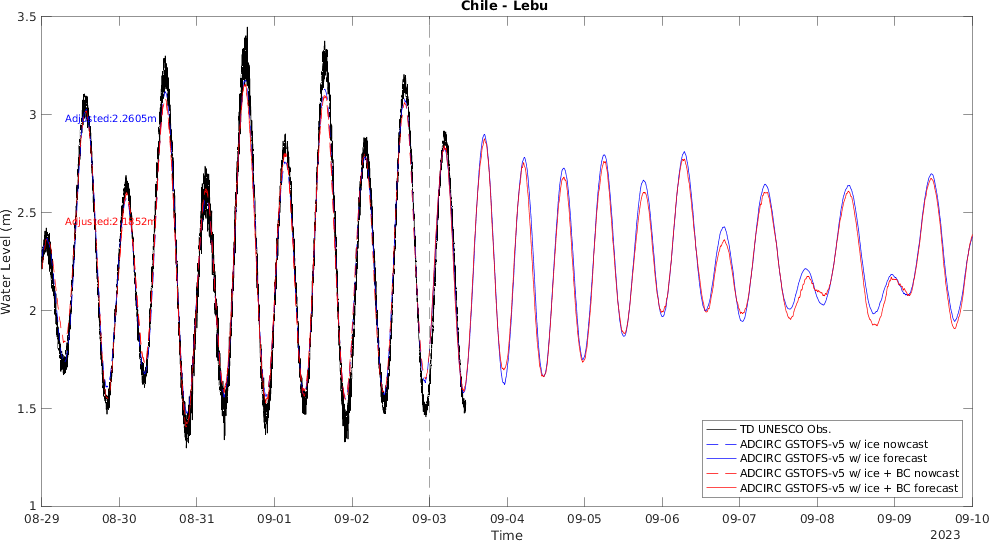 Chile - Lebu
3.5
3
2.5
2
1.5
1
Water Level (m)
Adjusted:2.2605m
Adjusted:2.1852m
TD UNESCO Obs.
ADCIRC GSTOFS-v5 w/ ice nowcast
ADCIRC GSTOFS-v5 w/ ice forecast
ADCIRC GSTOFS-v5 w/ ice + BC nowcast
ADCIRC GSTOFS-v5 w/ ice + BC forecast
08-29 08-30 08-31 09-01 09-02 09-03 09-04 09-05 09-06 09-07 09-08 09-09 09-10
Time
2023